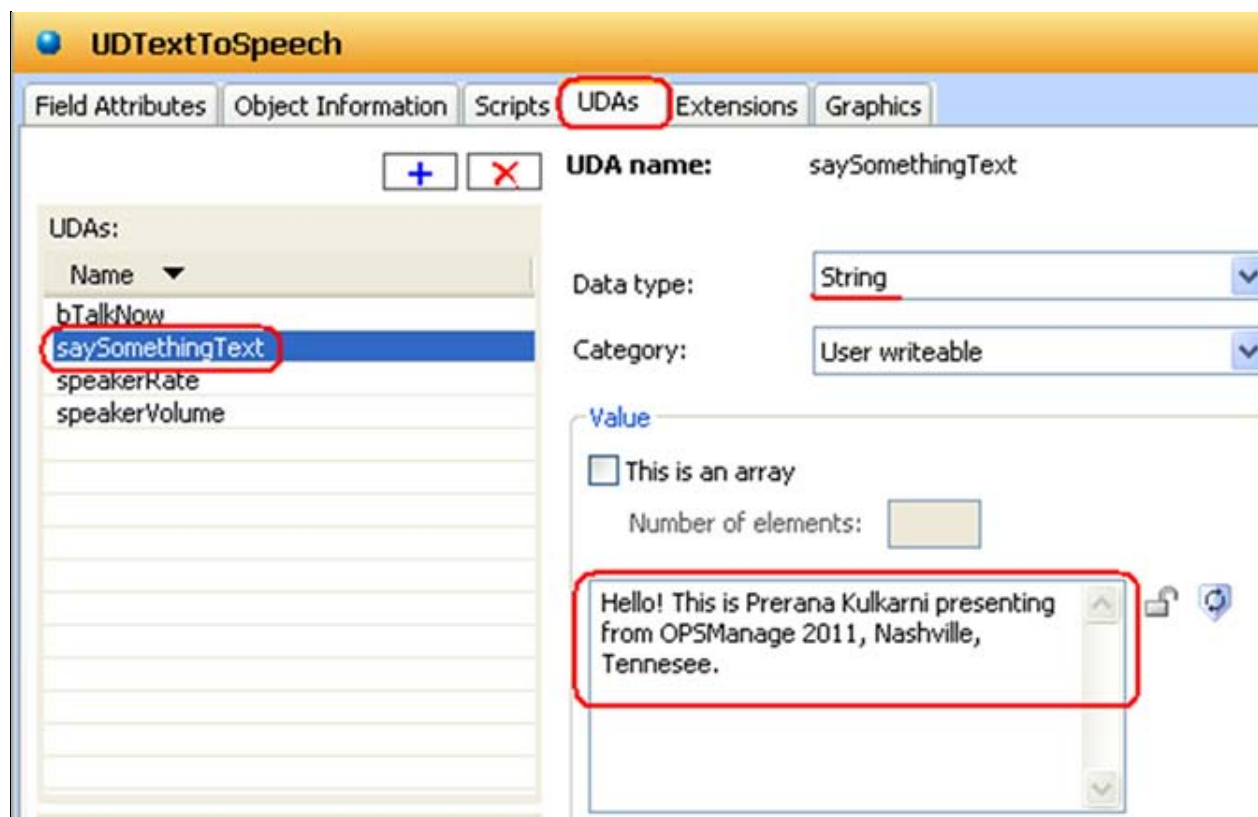 UDTextToSpeech
Field Attributes Object Information Scripts UDAs Extensions Graphics
UDA name: saySomethingText
UDAs:
Name
bTalkNow
saySomethingText
speakerRate
speakerVolume
Data type: String
Category: User writeable
Value
This is an array
Number of elements:
Hello! This is Prerana Kulkarni presenting
from OPSManage 2011, Nashville,
Tennesee.